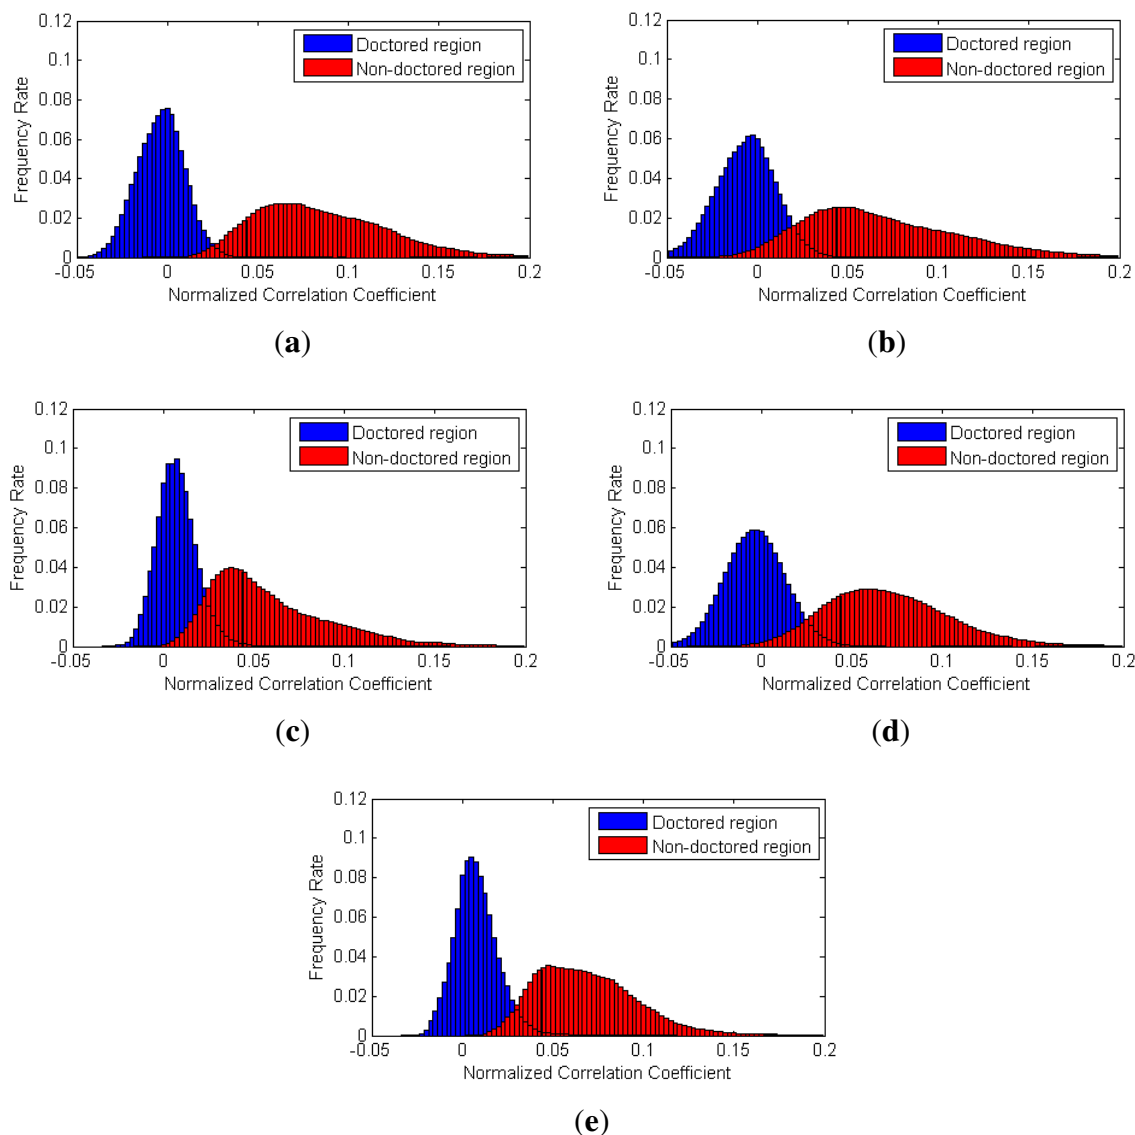 0.12
0.1
0.08
0.06
0.04
0.02
0
Frequency Rate
Doctored region
Non-doctored region
-0.05 0 0.05 0.1 0.15 0.2
Normalized Correlation Coefficient
(a)
0.12
0.1
0.08
0.06
0.04
0.02
0
Frequency Rate
Doctored region
Non-doctored region
-0.05 0 0.05 0.1 0.15 0.2
Normalized Correlation Coefficient
(b)
0.12
0.1
0.08
0.06
0.04
0.02
0
Frequency Rate
Doctored region
Non-doctored region
-0.05 0 0.05 0.1 0.15 0.2
Normalized Correlation Coefficient
(c)
0.12
0.1
0.08
0.06
0.04
0.02
0
Frequency Rate
Doctored region
Non-doctored region
-0.05 0 0.05 0.1 0.15 0.2
Normalized Correlation Coefficient
(d)
0.12
0.1
0.08
0.06
0.04
0.02
0
Frequency Rate
Doctored region
Non-doctored region
-0.05 0 0.05 0.1 0.15 0.2
Normalized Correlation Coefficient
(e)